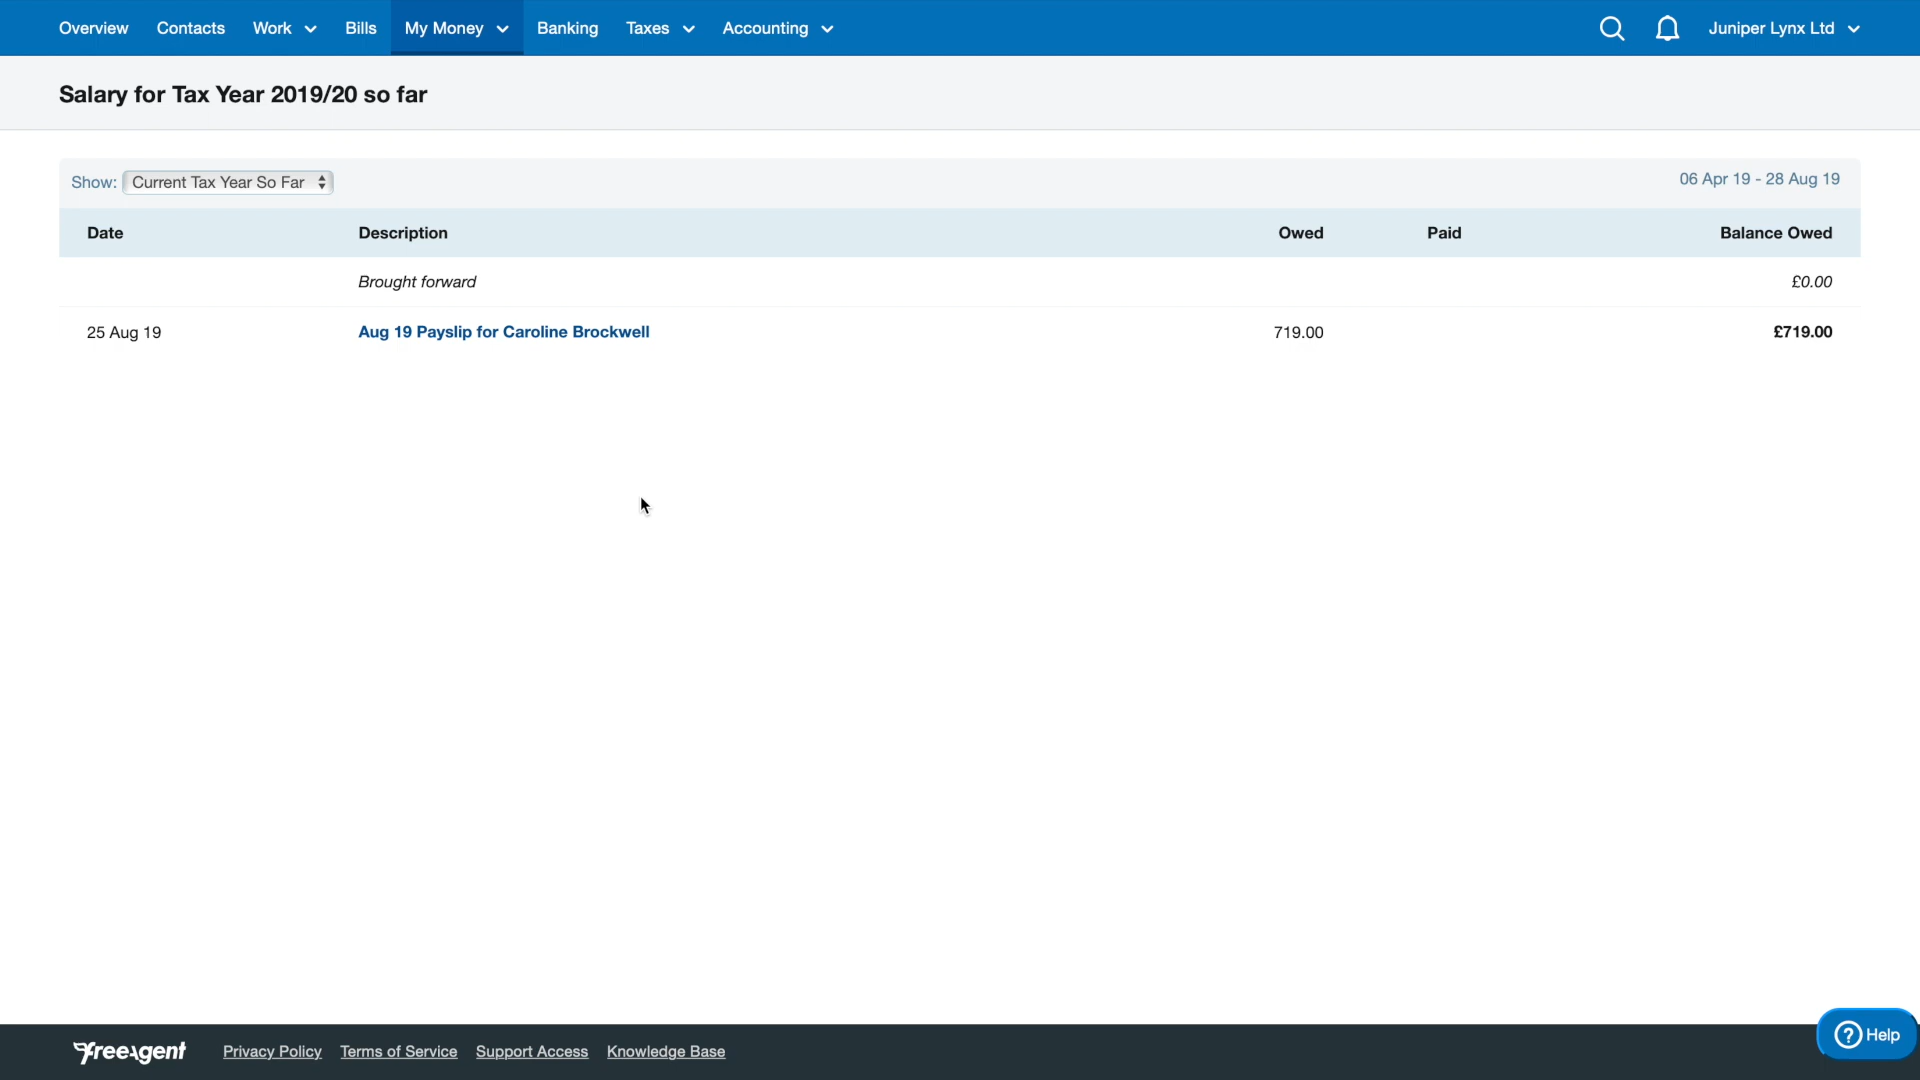 Overview Contacts Work Bills My Money Banking Taxes Accounting Juniper Lynx Ltd
Salary for Tax Year 2019/20 so far
Show: Current Tax Year So Far 06 Apr 19 - 28 Aug 19
Date Description Owed Paid Balance Owed
Brought forward £0.00
25 Aug 19 Aug 19 Payslip for Caroline Brockwell 719.00 £719.00
freeagent Privacy Policy Terms of Service Support Access Knowledge Base ? Help